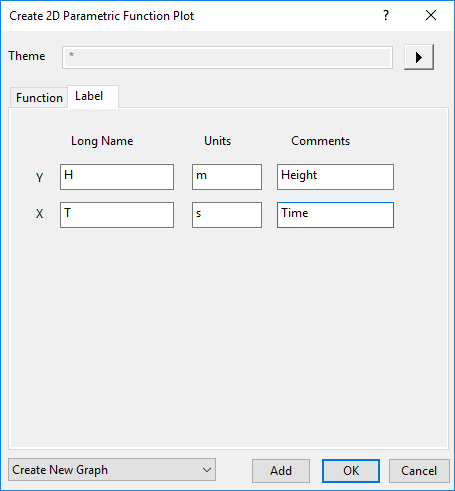 Create 2D Parametric Function Plot ?
Theme *
Function Label
Long Name Units Comments
Y H m Height
X T s Time
Create New Graph Add OK Cancel